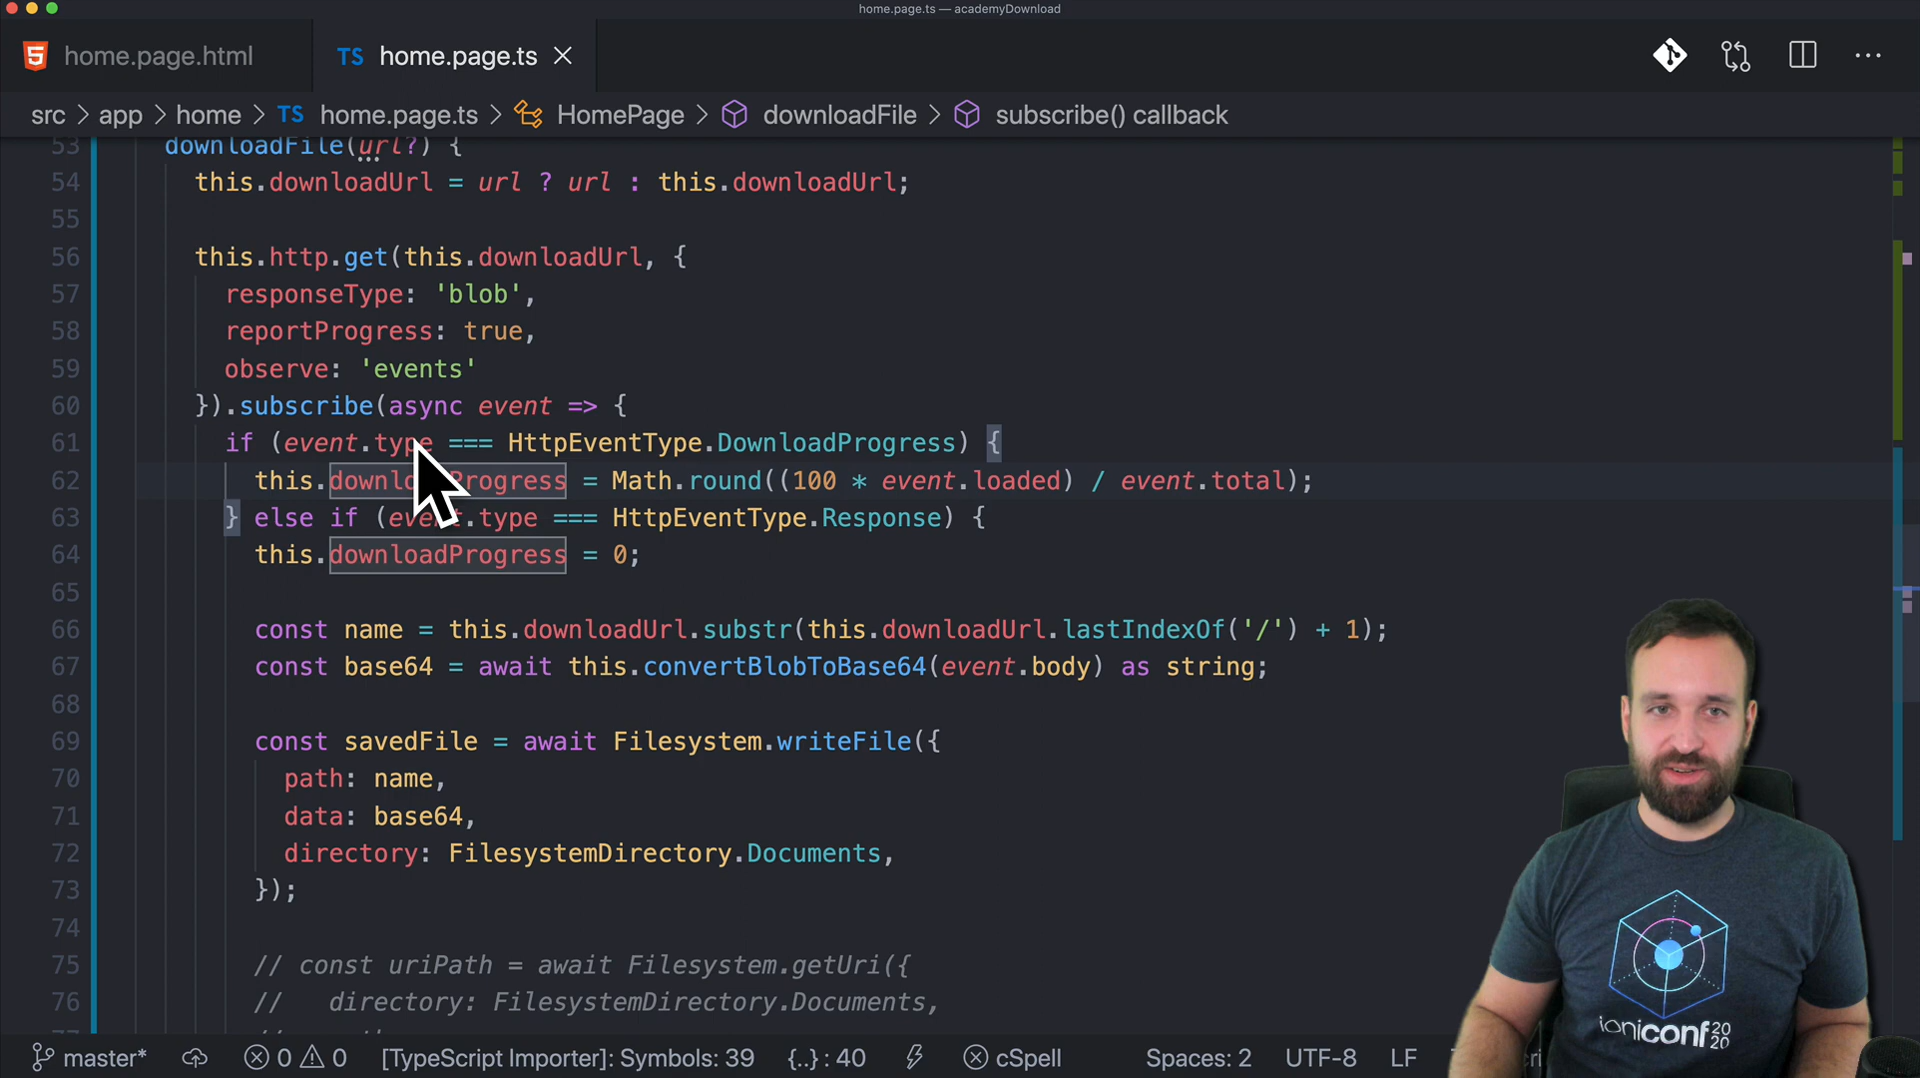 home.page.ts — academyDownload
home.page.html
TS home.page.ts
src > app > home > TS home.page.ts > HomePage > downloadFile > subscribe() callback
53 downloadFile(url?) {
54 this.downloadUrl = url ? url : this.downloadUrl;
55
56 this.http.get(this.downloadUrl, {
57 responseType: 'blob',
58 reportProgress: true,
59 observe: 'events'
60 }).subscribe(async event => {
61 if (event.type === HttpEventType.DownloadProgress) {
62 this.downloadProgress = Math.round((100 * event.loaded) / event.total);
63 } else if (event.type === HttpEventType.Response) {
64 this.downloadProgress = 0;
65
66 const name = this.downloadUrl.substr(this.downloadUrl.lastIndexOf('/') + 1);
67 const base64 = await this.convertBlobToBase64(event.body) as string;
68
69 const savedFile = await Filesystem.writeFile({
70 path: name,
71 data: base64,
72 directory: FilesystemDirectory.Documents,
73 });
74
75 // const uriPath = await Filesystem.getUri({
76 // directory: FilesystemDirectory.Documents,
ioniconf 20 20
master* 0 0 [TypeScript Importer]: Symbols: 39 {..} : 40 cSpell Spaces: 2 UTF-8 LF